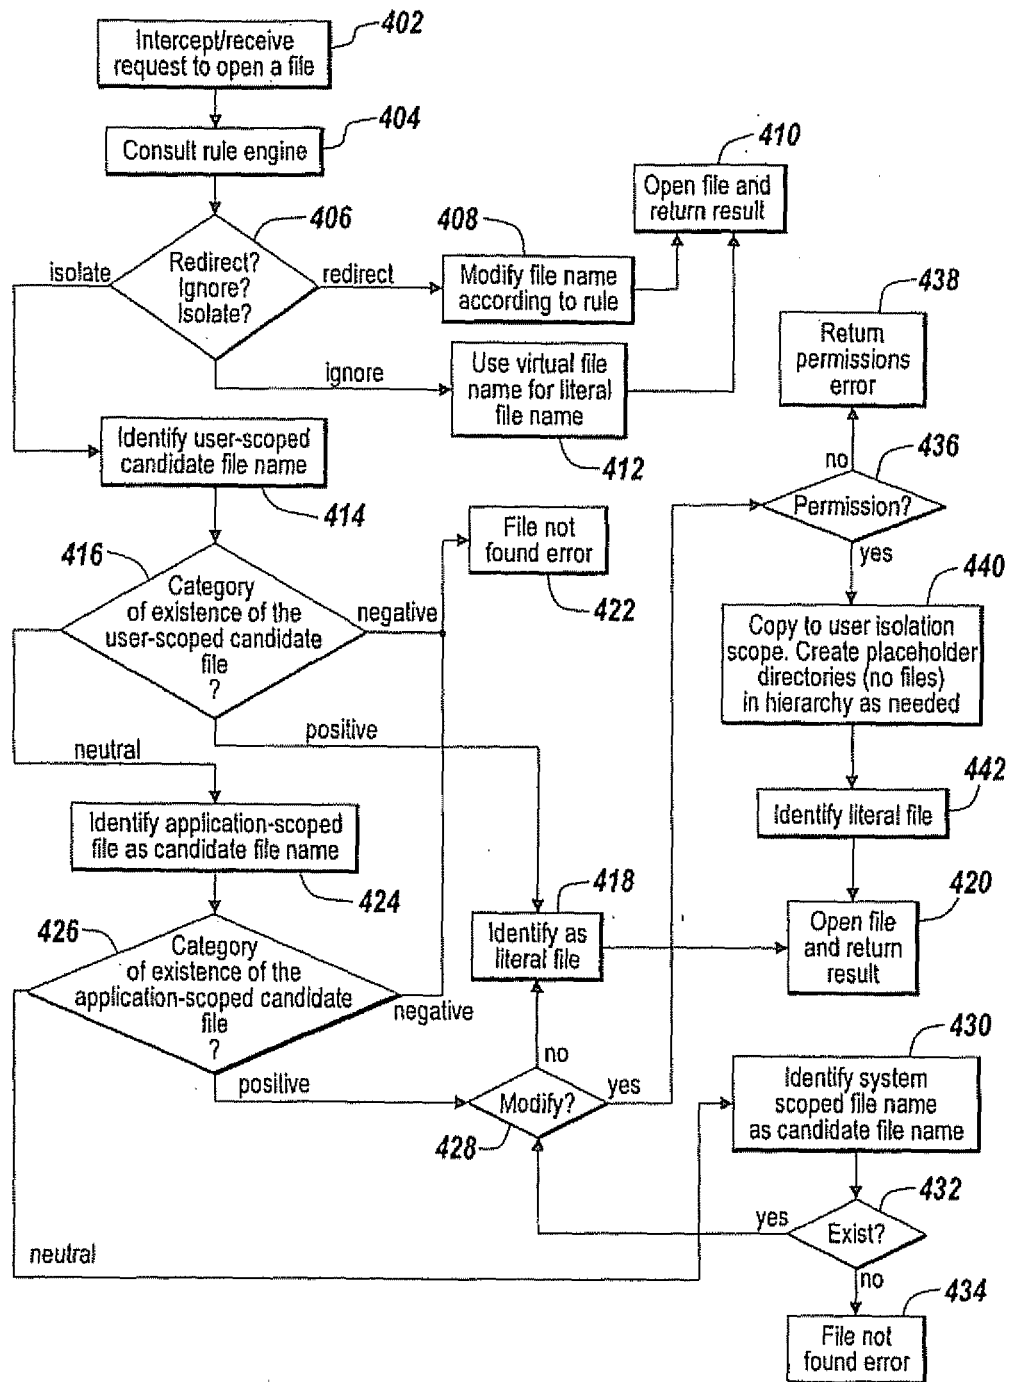 402
Intercept/receive
request to open a file
404
Consult rule engine
406
Redirect?
Ignore?
Isolate?
isolate
redirect
ignore
408
Modify file name
according to rule
410
Open file and
return result
Use virtual file
name for literal
file name
412
438
Return
permissions
error
no
436
Permission?
yes
Identify user-scoped
candidate file name
414
416
Category
of existence of the
user-scoped candidate
file
?
negative
positive
neutral
File not
found error
422
440
Copy to user isolation
scope. Create placeholder
directories (no files)
in hierarchy as needed
442
Identify literal file
Identify application-scoped
file as candidate file name
424
426
Category
of existence of the
application-scoped candidate
file
?
negative
positive
neutral
418
Identify as
literal file
420
Open file
and return
result
no
Modify?
yes
428
430
Identify system
scoped file name
as candidate file name
432
Exist?
yes
no
434
File not
found error